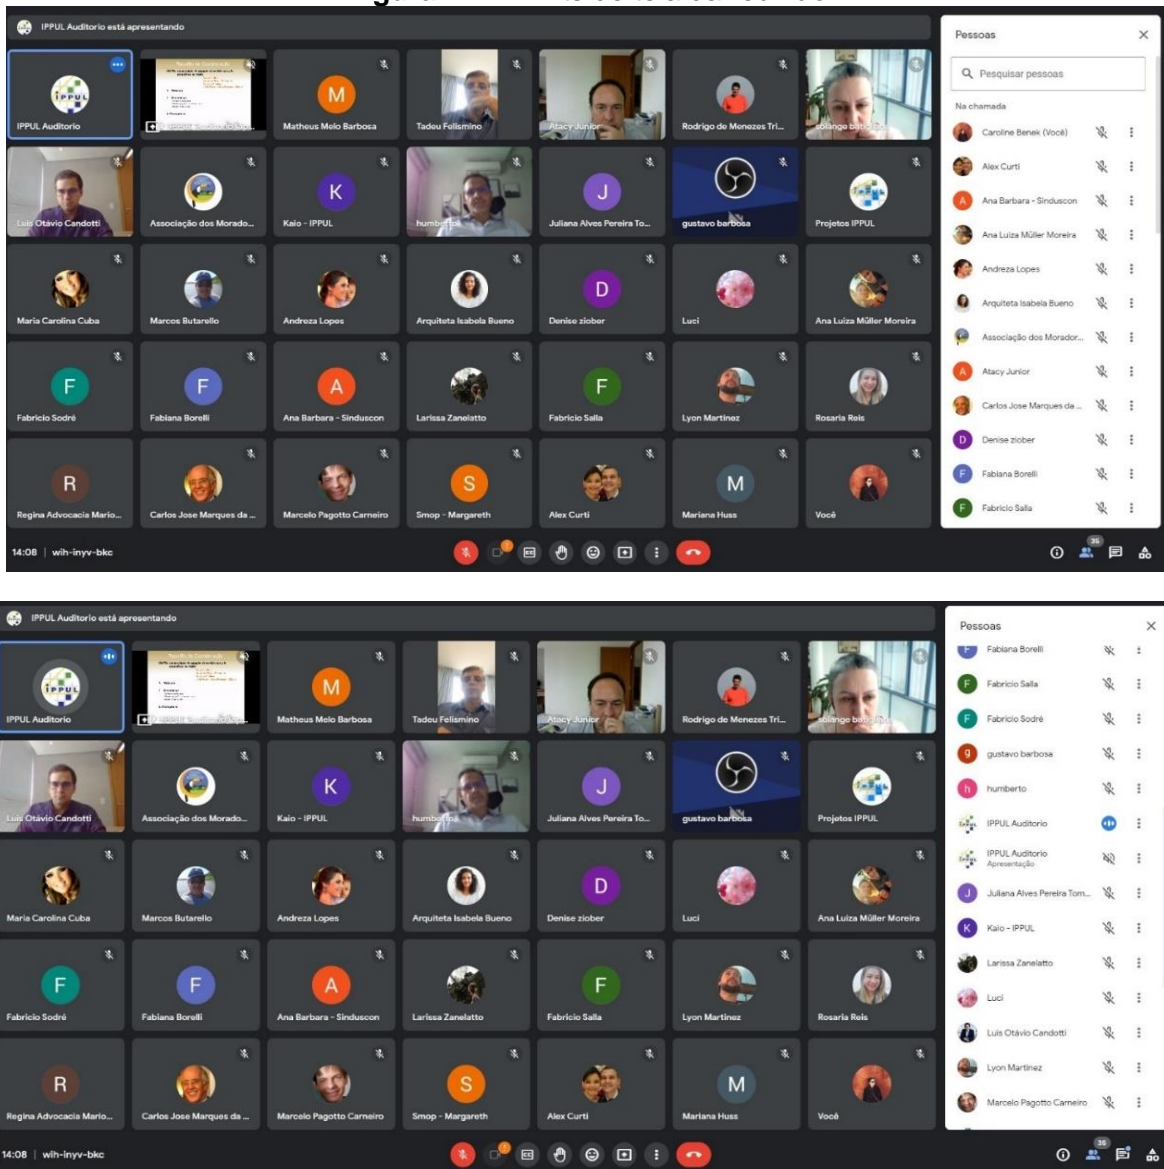 IPPUL Auditorio está apresentando
IPPUL Auditorio
Matheus Melo Barbosa
Tadeu Felismino
Atacy Junior
Rodrigo de Menezes Tri...
Luis Otávio Candotti
Associação dos Morado...
Kaio - IPPUL
humberto
Juliana Alves Pereira To...
gustavo barbosa
Projetos IPPUL
Maria Carolina Cuba
Marcos Butarello
Andreza Lopes
Arquiteta Isabela Bueno
Denise ziober
Luci
Ana Luiza Müller Moreira
Fabricio Sodré
Fabiana Borelli
Ana Barbara - Sinduscon
Larissa Zanelatto
Fabricio Salla
Lyon Martinez
Rosaria Reis
Regina Advocacia Mario...
Carlos Jose Marques da ...
Marcelo Pagotto Carneiro
Smop - Margareth
Alex Curti
Mariana Huss
Você
14:08 | wih-inyv-bkc
35
Pessoas
Pesquisar pessoas
Na chamada
Caroline Benek (Você)
Alex Curti
Ana Barbara - Sinduscon
Ana Luiza Müller Moreira
Andreza Lopes
Arquiteta Isabela Bueno
Associação dos Morador...
Atacy Junior
Carlos Jose Marques da ...
Denise ziober
Fabiana Borelli
Fabricio Salla
IPPUL Auditorio está apresentando
IPPUL Auditorio
Matheus Melo Barbosa
Tadeu Felismino
Atacy Junior
Rodrigo de Menezes Tri...
Luis Otávio Candotti
Associação dos Morado...
Kaio - IPPUL
humberto
Juliana Alves Pereira To...
gustavo barbosa
Projetos IPPUL
Maria Carolina Cuba
Marcos Butarello
Andreza Lopes
Arquiteta Isabela Bueno
Denise ziober
Luci
Ana Luiza Müller Moreira
Fabricio Sodré
Fabiana Borelli
Ana Barbara - Sinduscon
Larissa Zanelatto
Fabricio Salla
Lyon Martinez
Rosaria Reis
Regina Advocacia Mario...
Carlos Jose Marques da ...
Marcelo Pagotto Carneiro
Smop - Margareth
Alex Curti
Mariana Huss
Você
14:08 | wih-inyv-bkc
Pessoas
Fabiana Borelli
Fabricio Salla
Fabricio Sodré
gustavo barbosa
humberto
IPPUL Auditorio
IPPUL Auditorio
Apresentação
Juliana Alves Pereira Tom...
Kaio - IPPUL
Larissa Zanelatto
Luci
Luis Otávio Candotti
Lyon Martinez
Marcelo Pagotto Carneiro